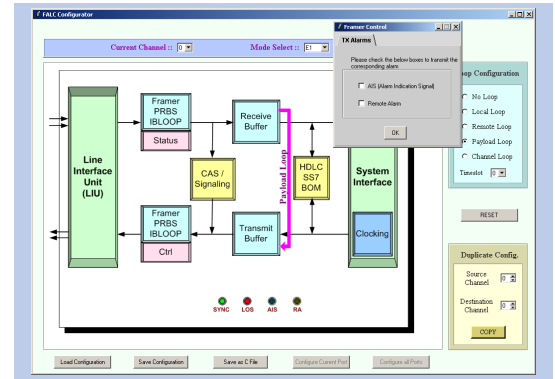 FALC Configurator
Current Channel :: 0
Mode Select :: E1
Framer Control
TX Alarms
Please check the below boxes to transmit the
corresponding alarm
AIS (Alarm Indication Signal)
Remote Alarm
OK
oop Configuration
No Loop
Local Loop
Remote Loop
Payload Loop
Channel Loop
Timeslot 0
RESET
Duplicate Config.
Source
Channel
0
Destination
Channel
0
COPY
Line
Interface
Unit
(LIU)
Framer
PRBS
IBLOOP
Status
Receive
Buffer
CAS /
Signaling
Payload Loop
HDLC
SS7
BOM
System
Interface
Framer
PRBS
IBLOOP
Ctrl
Transmit
Buffer
Clocking
SYNC
LOS
AIS
RA
Load Configuration
Save Configuration
Save as C File
Configure Current Port
Configure all Ports